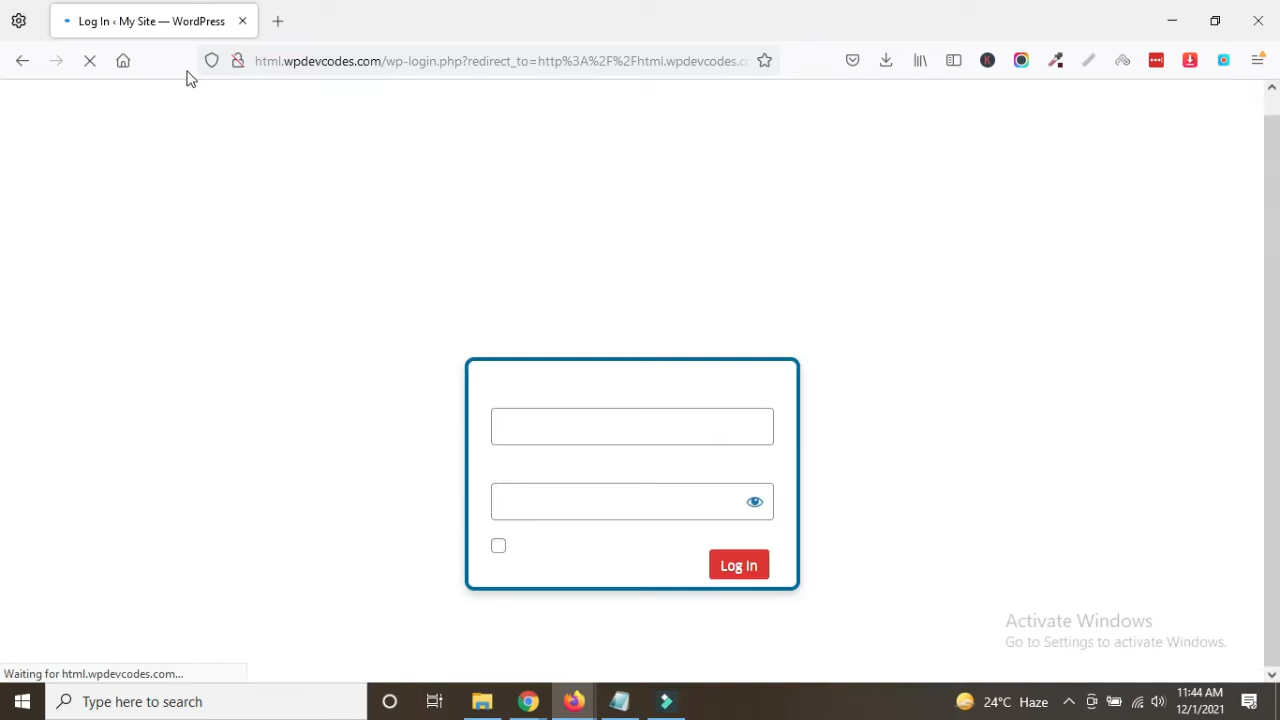 Log In ‹ My Site — WordPress
html.wpdevcodes.com/wp-login.php?redirect_to=http%3A%2F%2Fhtml.wpdevcodes.c
Log In
Activate Windows
Go to Settings to activate Windows.
Waiting for html.wpdevcodes.com...
Type here to search
24°C Haze
11:44 AM
12/1/2021